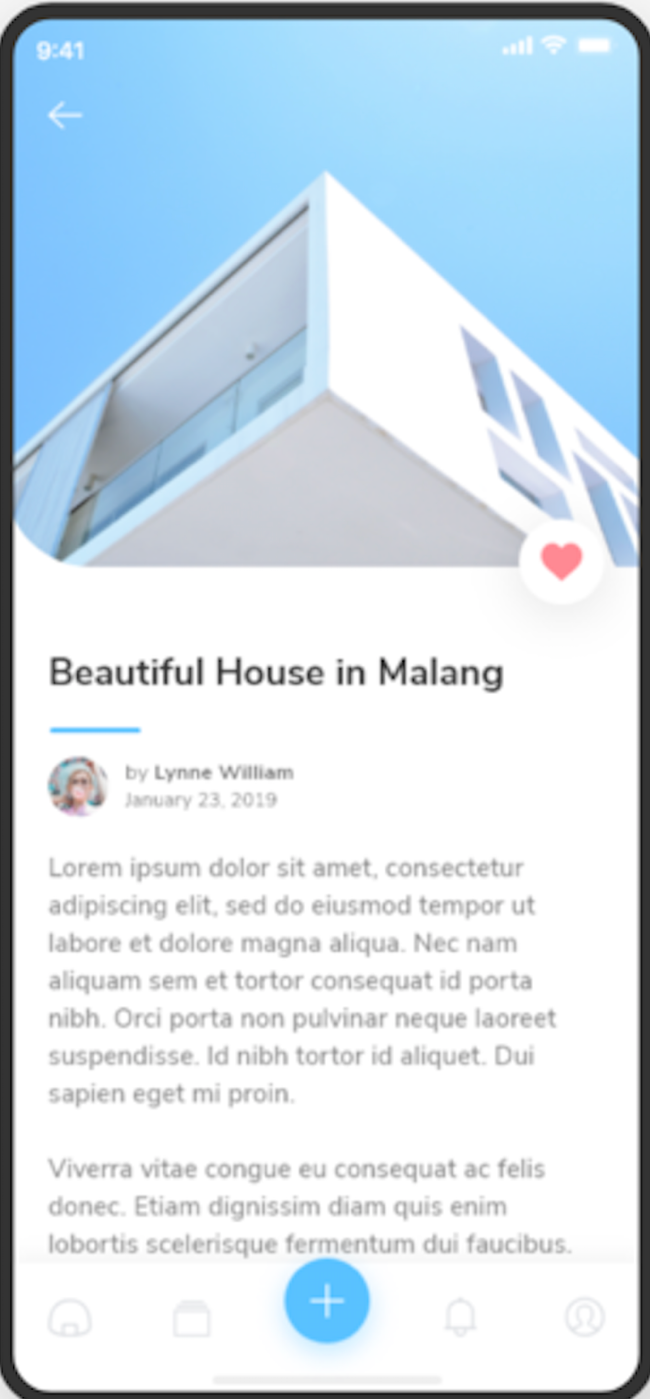 9:41
Beautiful House in Malang
by Lynne William
January 23, 2019
Lorem ipsum dolor sit amet, consectetur
adipiscing elit, sed do eiusmod tempor ut
labore et dolore magna aliqua. Nec nam
aliquam sem et tortor consequat id porta
nibh. Orci porta non pulvinar neque laoreet
suspendisse. Id nibh tortor id aliquet. Dui
sapien eget mi proin.
Viverra vitae congue eu consequat ac felis
donec. Etiam dignissim diam quis enim
lobortis scelerisque fermentum dui faucibus.